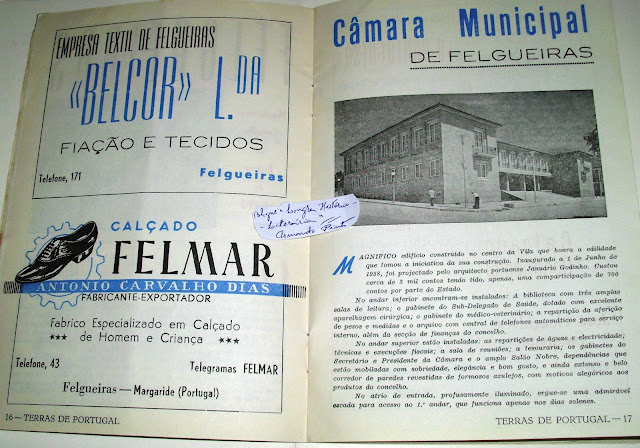 EMPRESA TEXTIL DE FELGUEIRAS
«BELCOR» L.DA
FIAÇÃO E TECIDOS
Telefone, 171
Felgueiras
CALÇADO
FELMAR
ANTONIO CARVALHO DIAS
FABRICANTE-EXPORTADOR
Fabrico Especializado em Calçado
*** de Homem e Criança ***
Telefone, 43
Telegramas FELMAR
Felgueiras — Margaride (Portugal)
16 — TERRAS DE PORTUGAL
Câmara Municipal
DE FELGUEIRAS
Longra Histórico-
-Literária"
Armando Pinto
MAGNIFICO edifício construído no centro da Vila que honra a edilidade
que tomou a iniciativa da sua construção. Inaugurado a 1 de Junho de
1958, foi projectado pelo arquitecto portuense Januário Godinho. Custou
cerca de 3 mil contos tendo tido, apenas, uma comparticipação de 700
contos por parte do Estado.
No andar inferior encontram-se instalados: A biblioteca com três amplas
salas de leitura; o gabinete do Sub-Delegado de Saúde, dotado com excelente
aparelhagem cirúrgica; o gabinete do médico-veterinário; a repartição da aferição
de pesos e medidas e o arquivo com central de telefones automáticos para serviço
interno, além da secção de finanças do concelho.
No andar superior estão instaladas: as repartições de águas e electricidade;
técnicas e execuções fiscais; a sala de reuniões; a tesouraria; os gabinetes do
Secretário e Presidente da Câmara e o amplo Salão Nobre, dependências que
estão mobiladas com sobriedade, elegância e bom gosto, e ainda extenso e belo
corredor de paredes revestidas de formosos azulejos, com motivos alegóricos aos
produtos do concelho.
No átrio de entrada, profusamente iluminado, ergue-se uma admirável
escada para acesso ao 1.º andar, que funciona apenas nos dias solenes.
TERRAS DE PORTUGAL — 17